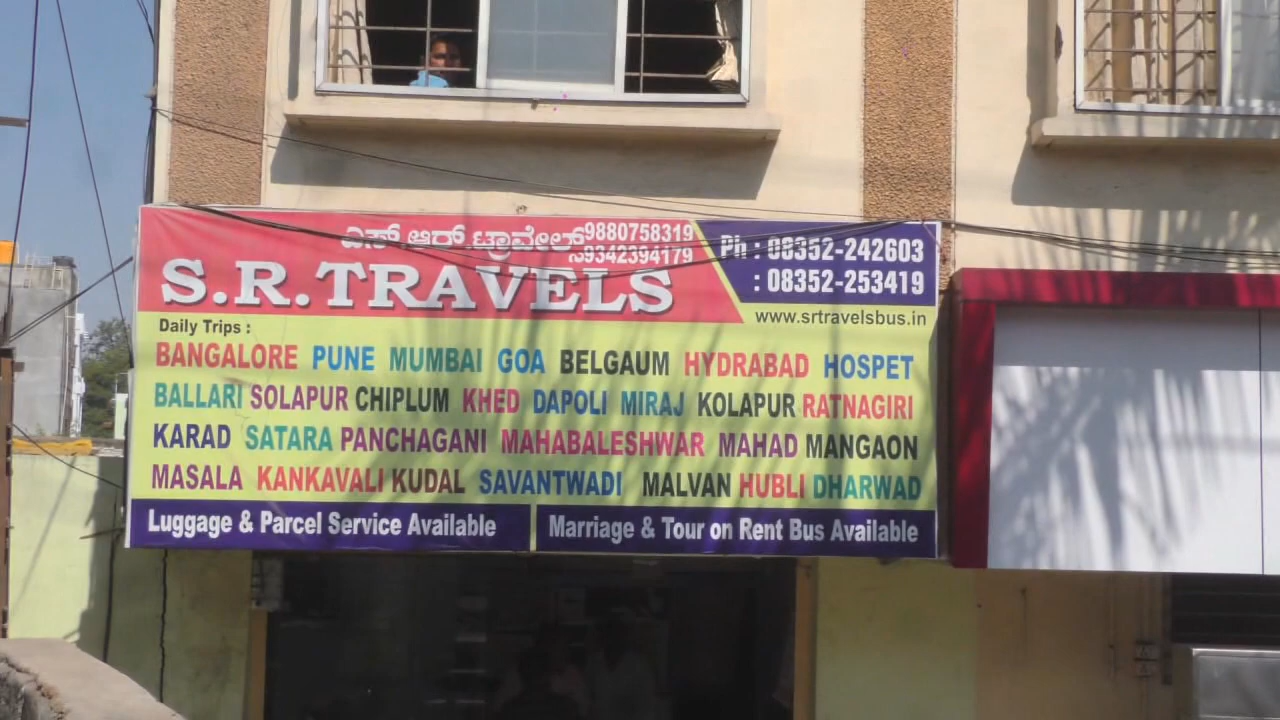 ಎಸ್ ಆರ್ ಟ್ರಾವೇಲ್ಸ್
9880758319
9342394179
S.R.TRAVELS
Ph : 08352-242603
: 08352-253419
www.srtravelsbus.in
Daily Trips :
BANGALORE PUNE MUMBAI GOA BELGAUM HYDRABAD HOSPET
BALLARI SOLAPUR CHIPLUM KHED DAPOLI MIRAJ KOLAPUR RATNAGIRI
KARAD SATARA PANCHAGANI MAHABALESHWAR MAHAD MANGAON
MASALA KANKAVALI KUDAL SAVANTWADI MALVAN HUBLI DHARWAD
Luggage & Parcel Service Available
Marriage & Tour on Rent Bus Available